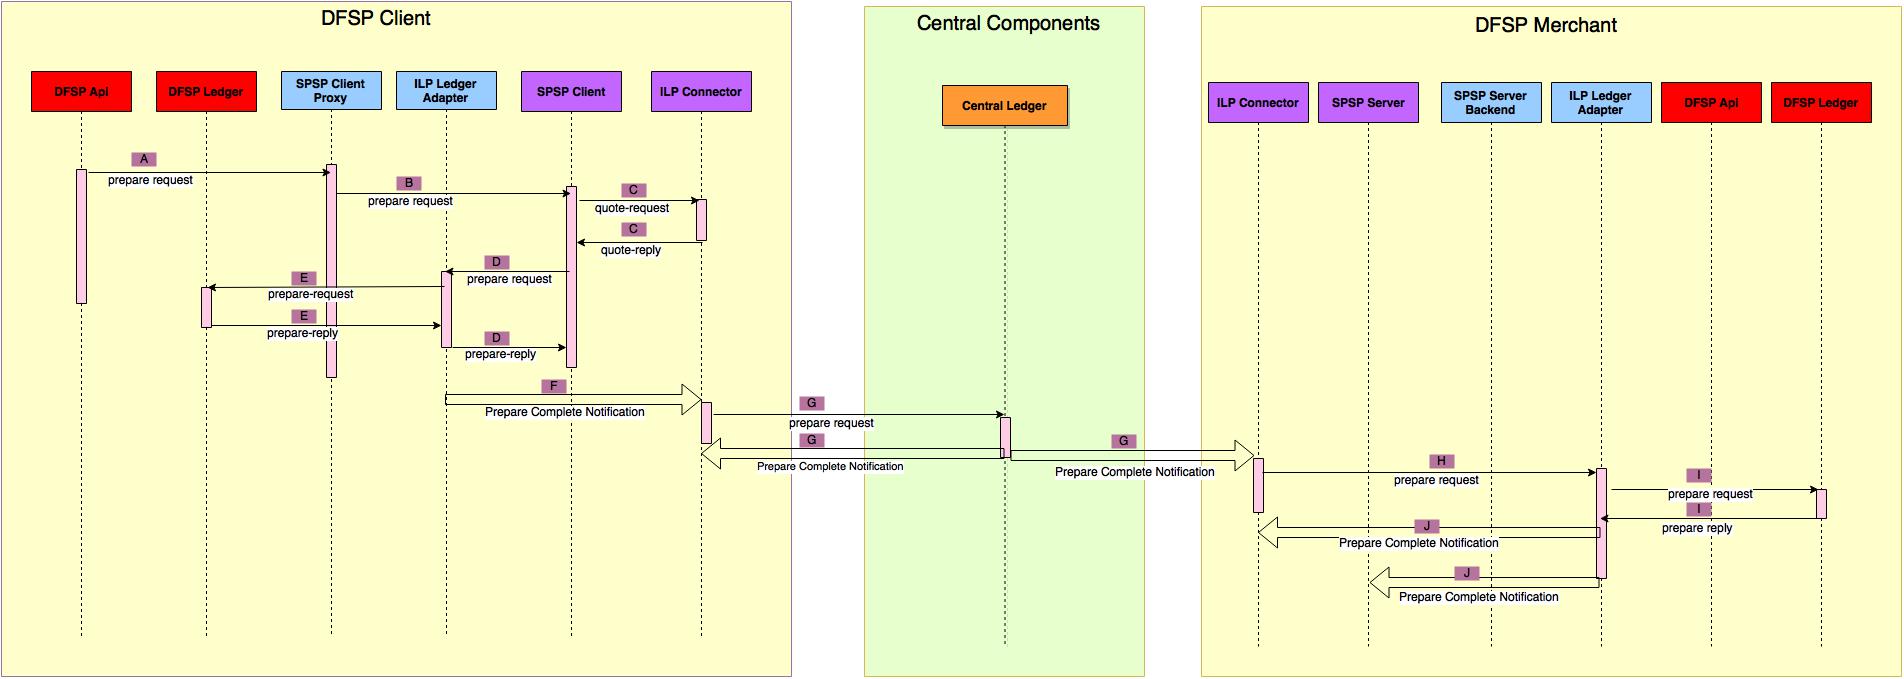 DFSP Client
Central Components
DFSP Merchant
DFSP Api
DFSP Ledger
SPSP Client
Proxy
ILP Ledger
Adapter
SPSP Client
ILP Connector
Central Ledger
ILP Connector
SPSP Server
SPSP Server
Backend
ILP Ledger
Adapter
DFSP Api
DFSP Ledger
A
prepare request
B
prepare request
C
quote-request
C
quote-reply
D
prepare request
E
prepare-request
E
prepare-reply
D
prepare-reply
F
Prepare Complete Notification
G
prepare request
G
Prepare Complete Notification
G
Prepare Complete Notification
H
prepare request
I
prepare request
I
prepare reply
J
Prepare Complete Notification
J
Prepare Complete Notification